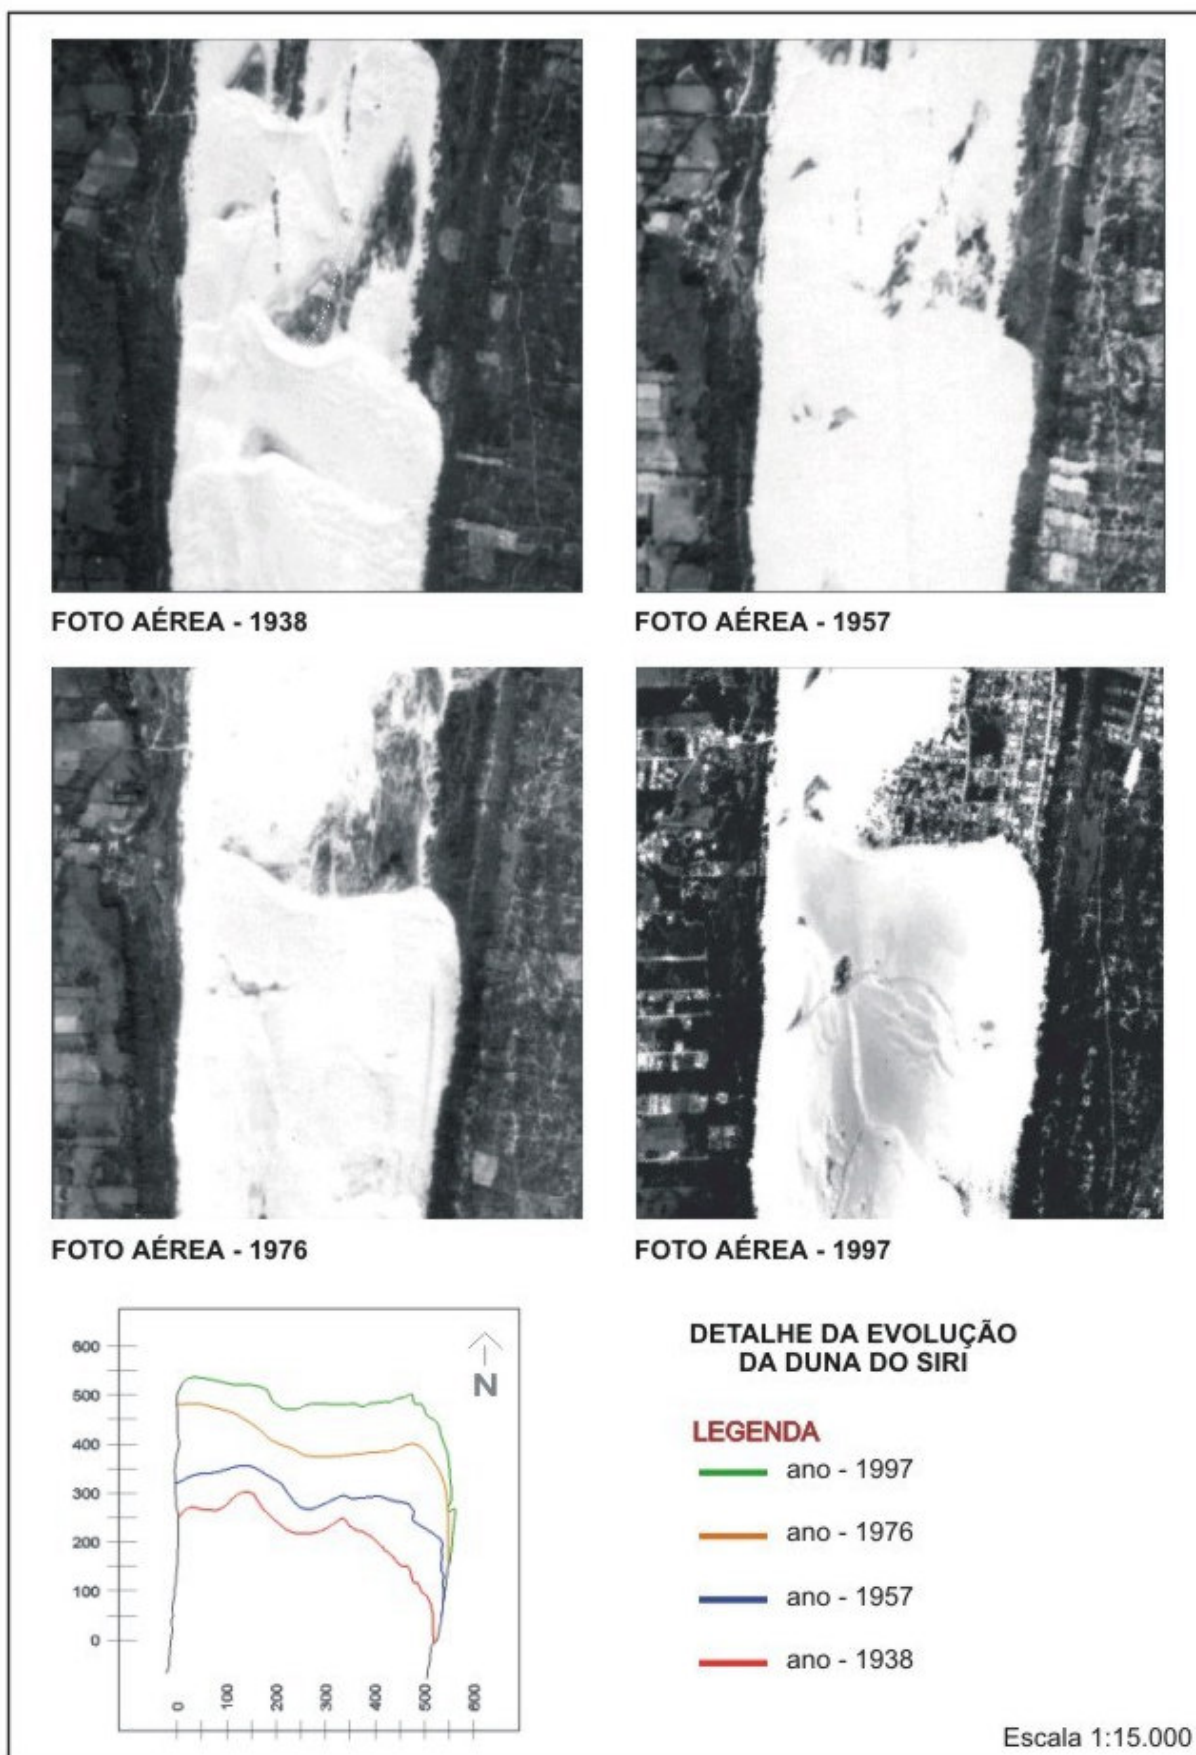 FOTO AÉREA - 1938
FOTO AÉREA - 1957
FOTO AÉREA - 1976
FOTO AÉREA - 1997
600
500
400
300
200
100
0
N
0
100
200
300
400
500
600
DETALHE DA EVOLUÇÃO
DA DUNA DO SIRI
LEGENDA
ano - 1997
ano - 1976
ano - 1957
ano - 1938
Escala 1:15.000